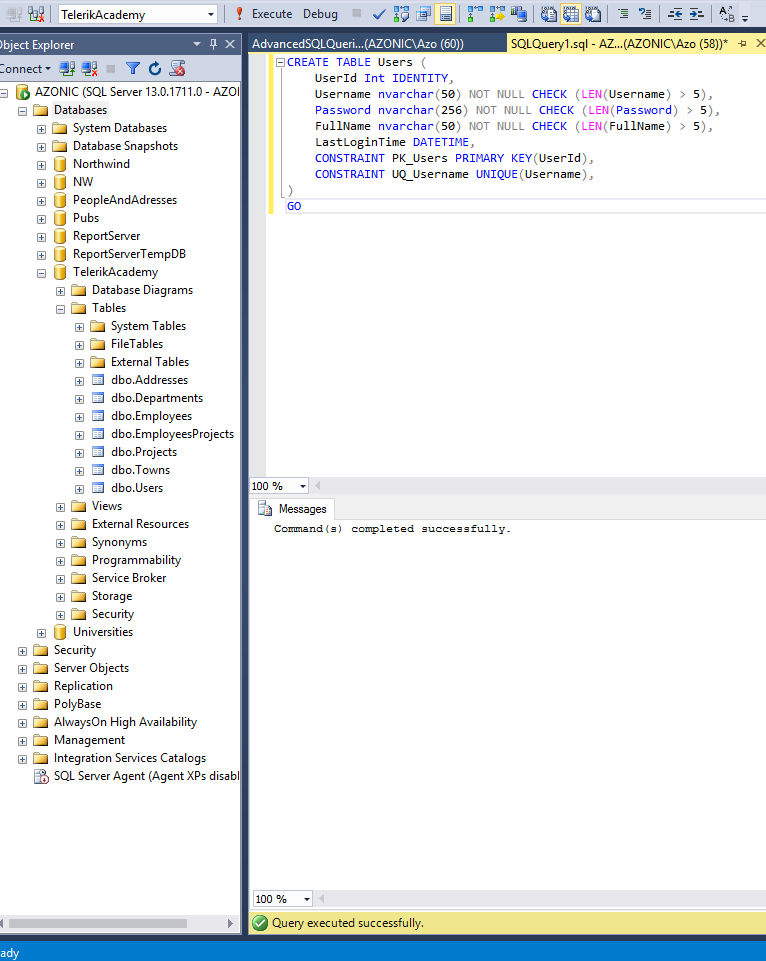 TelerikAcademy
Execute Debug
Object Explorer
AdvancedSQLQueri...(AZONIC\Azo (60))
SQLQuery1.sql - AZ...(AZONIC\Azo (58))*
Connect
AZONIC (SQL Server 13.0.1711.0 - AZOI
Databases
System Databases
Database Snapshots
Northwind
NW
PeopleAndAdresses
Pubs
ReportServer
ReportServerTempDB
TelerikAcademy
Database Diagrams
Tables
System Tables
FileTables
External Tables
dbo.Addresses
dbo.Departments
dbo.Employees
dbo.EmployeesProjects
dbo.Projects
dbo.Towns
dbo.Users
Views
External Resources
Synonyms
Programmability
Service Broker
Storage
Security
Universities
Security
Server Objects
Replication
PolyBase
AlwaysOn High Availability
Management
Integration Services Catalogs
SQL Server Agent (Agent XPs disabl
CREATE TABLE Users (
UserId Int IDENTITY,
Username nvarchar(50) NOT NULL CHECK (LEN(Username) > 5),
Password nvarchar(256) NOT NULL CHECK (LEN(Password) > 5),
FullName nvarchar(50) NOT NULL CHECK (LEN(FullName) > 5),
LastLoginTime DATETIME,
CONSTRAINT PK_Users PRIMARY KEY(UserId),
CONSTRAINT UQ_Username UNIQUE(Username),
)
GO
100 %
Messages
Command(s) completed successfully.
100 %
Query executed successfully.
ady